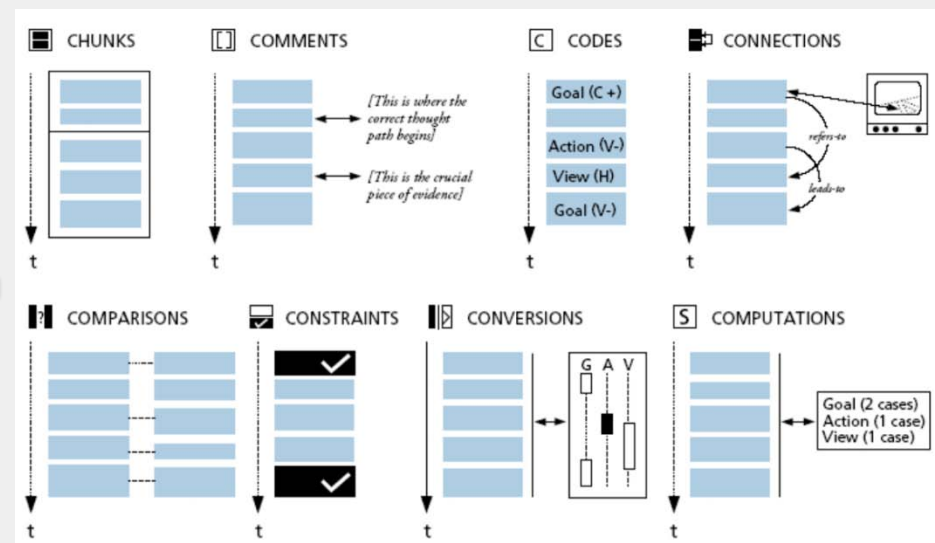 CHUNKS
[] COMMENTS
C CODES
CONNECTIONS
[This is where the
correct thought
path begins]
[This is the crucial
piece of evidence]
t
t
Goal (C +)
Action (V-)
View (H)
Goal (V-)
t
refers-to
leads-to
t
? COMPARISONS
CONSTRAINTS
CONVERSIONS
S COMPUTATIONS
t
t
G A V
t
Goal (2 cases)
Action (1 case)
View (1 case)
t